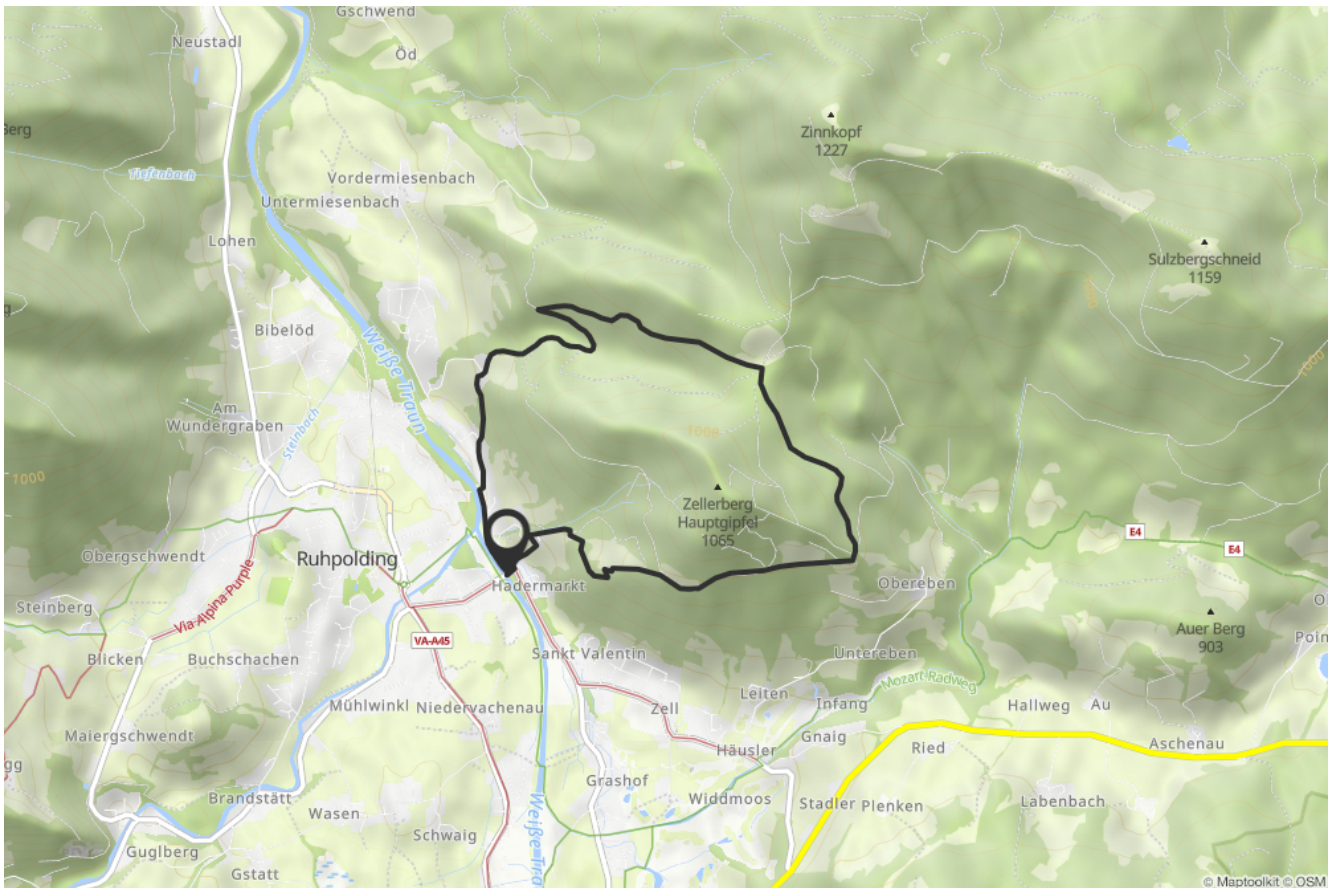 Gschwend
Neustadl
Öd
Zinnkopf
1227
Tiefenbach
Vordermiesenbach
Untermiesenbach
Lohen
Sulzbergschneid
1159
Bibelöd
Weiße Traun
1000
Am
Wundergraben
Steinbach
1000
1000
Zellerberg
Hauptgipfel
1065
E4
E4
Obergschwendt
Ruhpolding
Hadermarkt
Obereben
Steinberg
Via Alpina Purple
Auer Berg
903
VA-A45
Blicken
Buchschachen
Sankt Valentin
Untereben
Mozart-Radweg
Leiten
Infang
Mühlwinkl
Niedervachenau
Zell
Hallweg
Au
Maiergschwendt
Häusler
Gnaig
Ried
Aschenau
Grashof
Brandstätt
Wasen
Widdmoos
Stadler
Plenken
Labenbach
Schwaig
Guglberg
Gstatt
© Maptoolkit © OSM